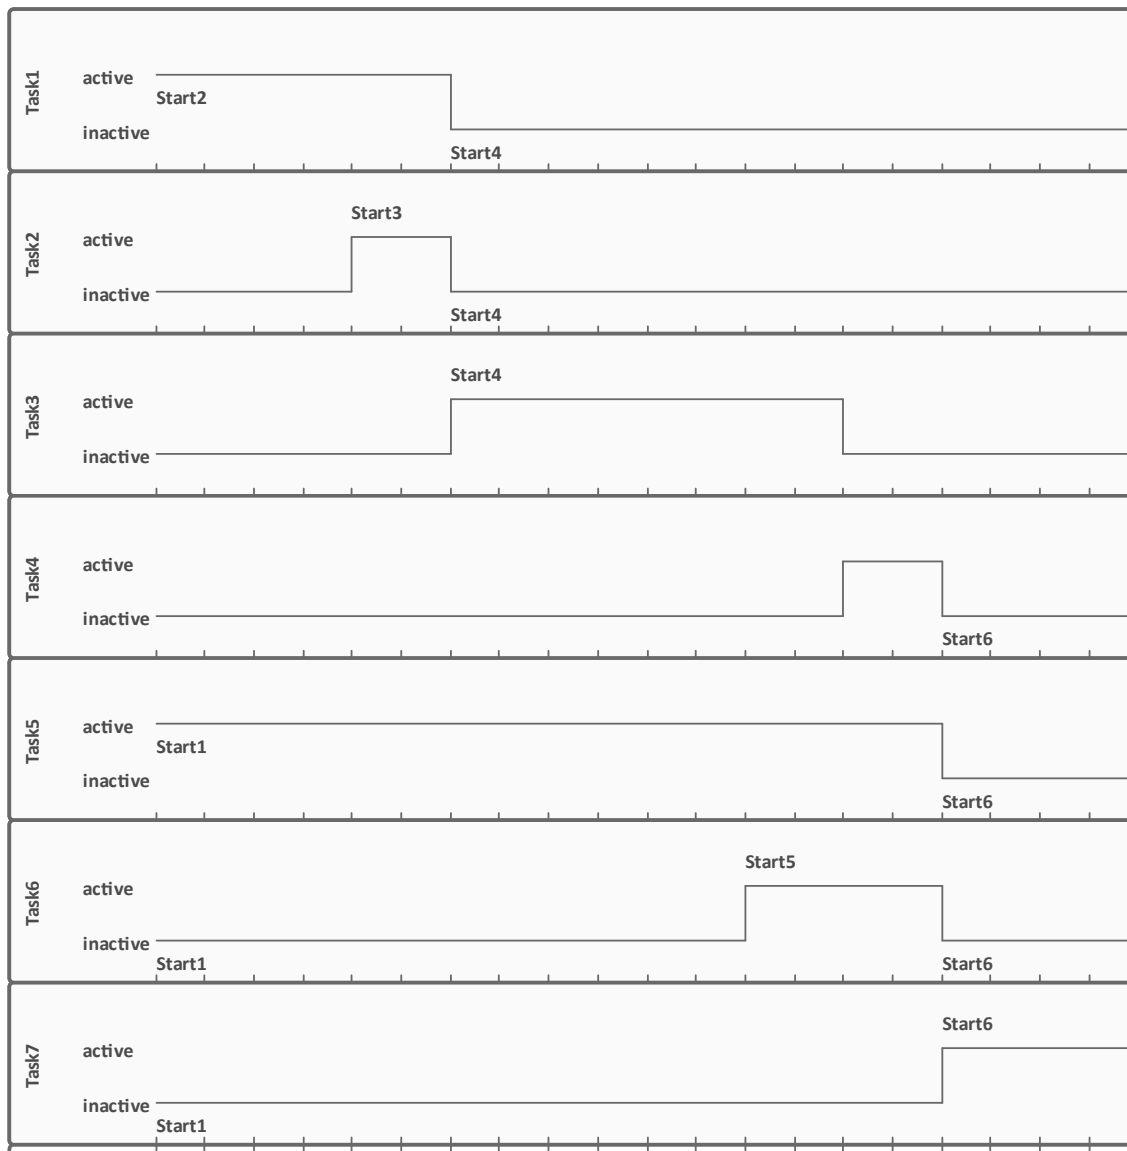 Task1
active
Start2
inactive
Start4
Task2
Start3
active
inactive
Start4
Task3
Start4
active
inactive
Task4
active
inactive
Start6
Task5
active
Start1
inactive
Start6
Task6
Start5
active
inactive
Start1
Start6
Task7
Start6
active
inactive
Start1